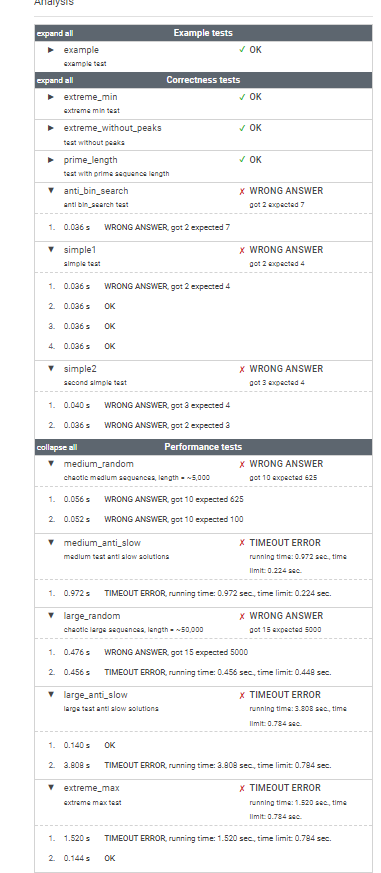 Analysis
expand all Example tests
▶ example ✓ OK
example test
expand all Correctness tests
▶ extreme_min ✓ OK
extreme min test
▶ extreme_without_peaks ✓ OK
test without peaks
▶ prime_length ✓ OK
test with prime sequence length
▼ anti_bin_search ✗ WRONG ANSWER
anti bin_search test got 2 expected 7
1. 0.036 s WRONG ANSWER, got 2 expected 7
▼ simple1 ✗ WRONG ANSWER
simple test got 2 expected 4
1. 0.036 s WRONG ANSWER, got 2 expected 4
2. 0.036 s OK
3. 0.036 s OK
4. 0.036 s OK
▼ simple2 ✗ WRONG ANSWER
second simple test got 3 expected 4
1. 0.040 s WRONG ANSWER, got 3 expected 4
2. 0.036 s WRONG ANSWER, got 2 expected 3
collapse all Performance tests
▼ medium_random ✗ WRONG ANSWER
chaotic medium sequences, length = ~5,000 got 10 expected 625
1. 0.056 s WRONG ANSWER, got 10 expected 625
2. 0.052 s WRONG ANSWER, got 10 expected 100
▼ medium_anti_slow ✗ TIMEOUT ERROR
medium test anti slow solutions running time: 0.972 sec., time
limit: 0.224 sec.
1. 0.972 s TIMEOUT ERROR, running time: 0.972 sec., time limit: 0.224 sec.
▼ large_random ✗ WRONG ANSWER
chaotic large sequences, length = ~50,000 got 15 expected 5000
1. 0.476 s WRONG ANSWER, got 15 expected 5000
2. 0.456 s TIMEOUT ERROR, running time: 0.456 sec., time limit: 0.448 sec.
▼ large_anti_slow ✗ TIMEOUT ERROR
large test anti slow solutions running time: 3.808 sec., time
limit: 0.784 sec.
1. 0.140 s OK
2. 3.808 s TIMEOUT ERROR, running time: 3.808 sec., time limit: 0.784 sec.
▼ extreme_max ✗ TIMEOUT ERROR
extreme max test running time: 1.520 sec., time
limit: 0.784 sec.
1. 1.520 s TIMEOUT ERROR, running time: 1.520 sec., time limit: 0.784 sec.
2. 0.144 s OK